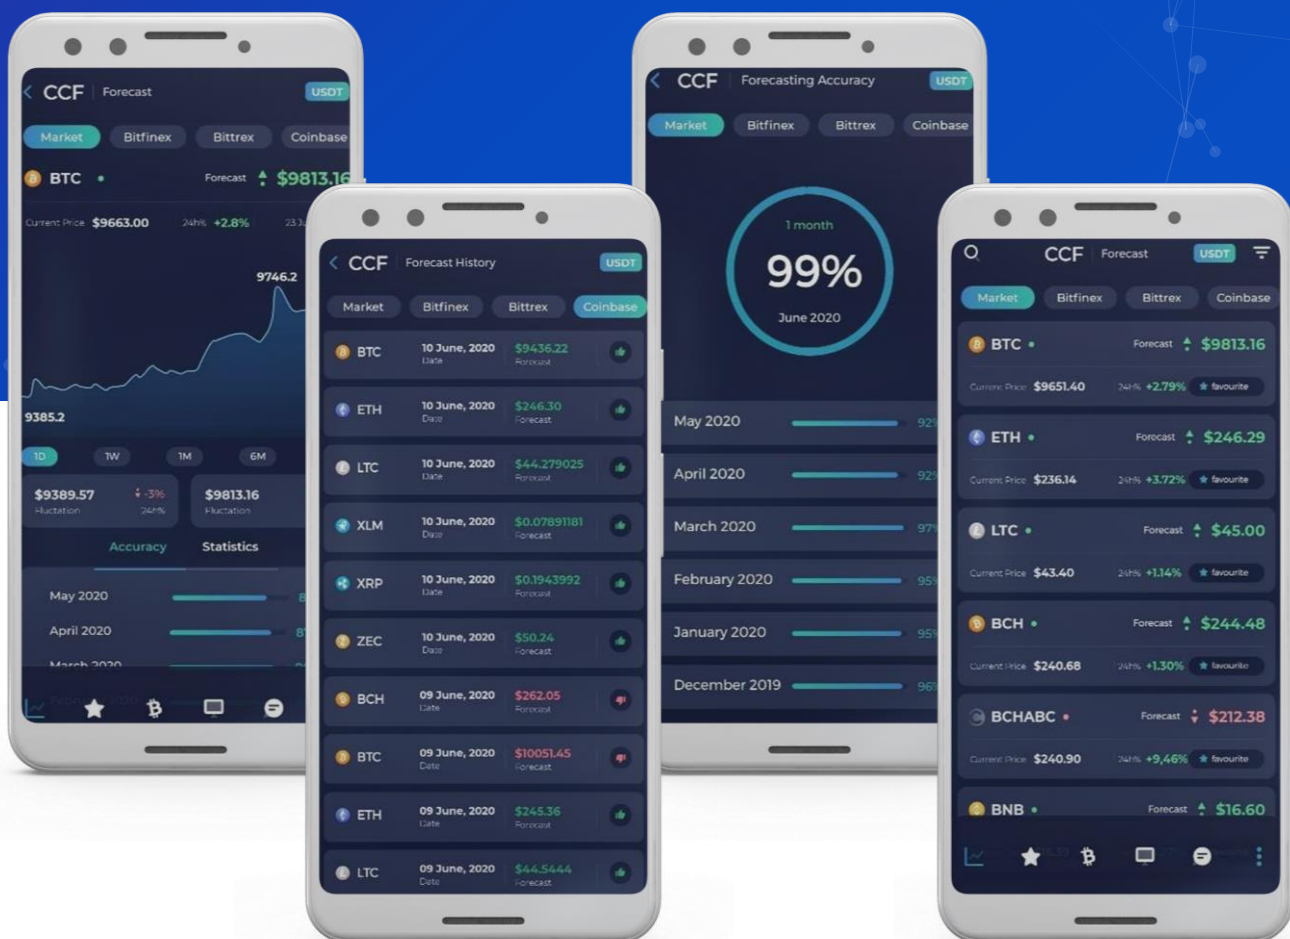 CCF Forecast USDT
Market Bitfinex Bittrex Coinbase
BTC Forecast $9813.16
Current Price $9663.00 24h% +2.8%
9746.2
9385.2
1D 1W 1M 6M
$9389.57 -3% $9813.16
Fluctation 24h% Fluctation
Accuracy Statistics
May 2020
April 2020
March 2020
CCF Forecast History USDT
Market Bitfinex Bittrex Coinbase
BTC 10 June, 2020 $9436.22
Date Forecast
ETH 10 June, 2020 $246.30
Date Forecast
LTC 10 June, 2020 $44.279025
Date Forecast
XLM 10 June, 2020 $0.07891181
Date Forecast
XRP 10 June, 2020 $0.1943992
Date Forecast
ZEC 10 June, 2020 $50.24
Date Forecast
BCH 09 June, 2020 $262.05
Date Forecast
BTC 09 June, 2020 $10051.45
Date Forecast
ETH 09 June, 2020 $245.36
Date Forecast
LTC 09 June, 2020 $44.5444
Date Forecast
CCF Forecasting Accuracy USDT
Market Bitfinex Bittrex Coinbase
1 month
99%
June 2020
May 2020 92%
April 2020 92%
March 2020 97%
February 2020 95%
January 2020 95%
December 2019 96%
CCF Forecast USDT
Market Bitfinex Bittrex Coinbase
BTC Forecast $9813.16
Current Price $9651.40 24h% +2.79% favourite
ETH Forecast $246.29
Current Price $236.14 24h% +3.72% favourite
LTC Forecast $45.00
Current Price $43.40 24h% +1.14% favourite
BCH Forecast $244.48
Current Price $240.68 24h% +1.30% favourite
BCHABC Forecast $212.38
Current Price $240.90 24h% +9,46% favourite
BNB Forecast $16.60